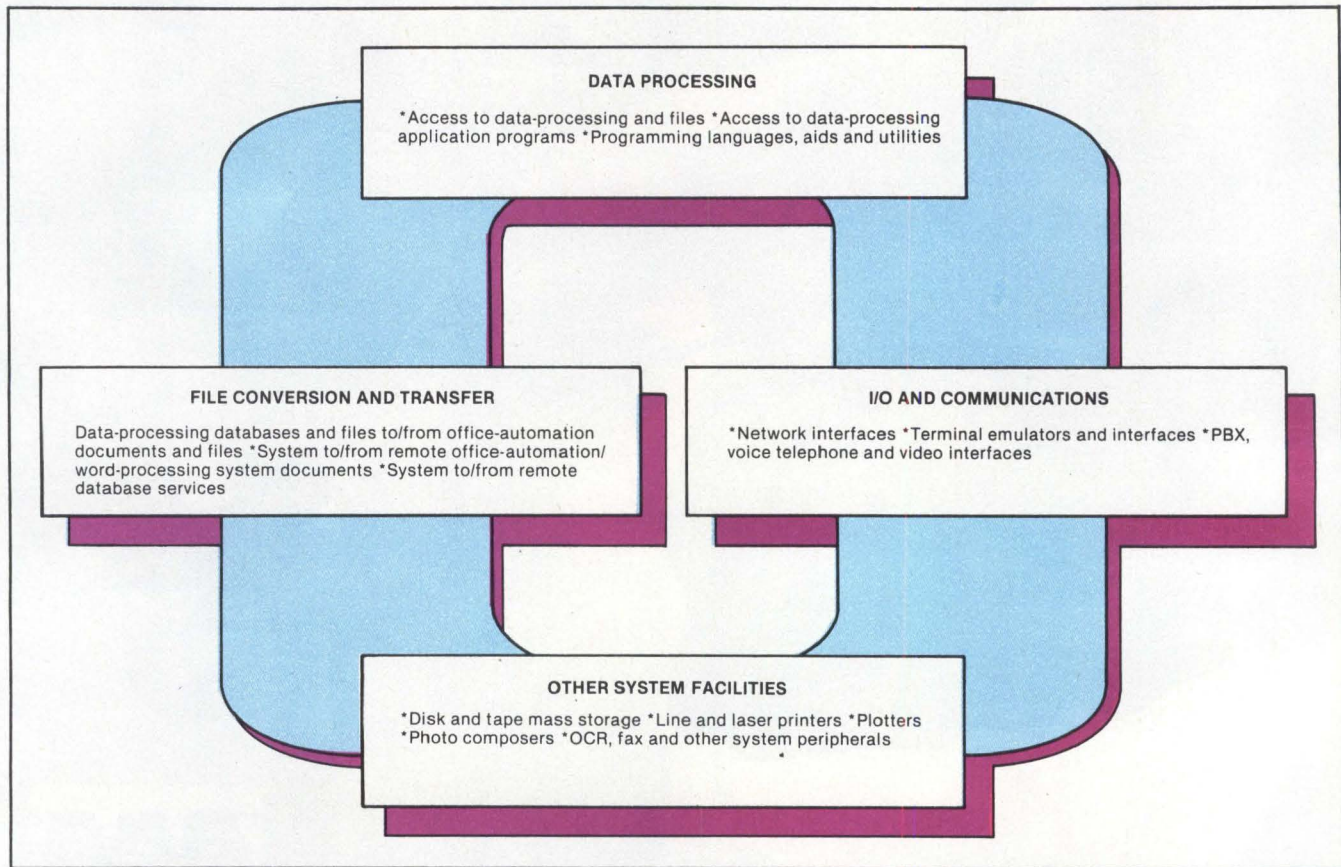 DATA PROCESSING
*Access to data-processing and files *Access to data-processing
application programs *Programming languages, aids and utilities
FILE CONVERSION AND TRANSFER
Data-processing databases and files to/from office-automation
documents and files *System to/from remote office-automation/
word-processing system documents *System to/from remote
database services
I/O AND COMMUNICATIONS
*Network interfaces *Terminal emulators and interfaces *PBX,
voice telephone and video interfaces
OTHER SYSTEM FACILITIES
*Disk and tape mass storage *Line and laser printers *Plotters
*Photo composers *OCR, fax and other system peripherals